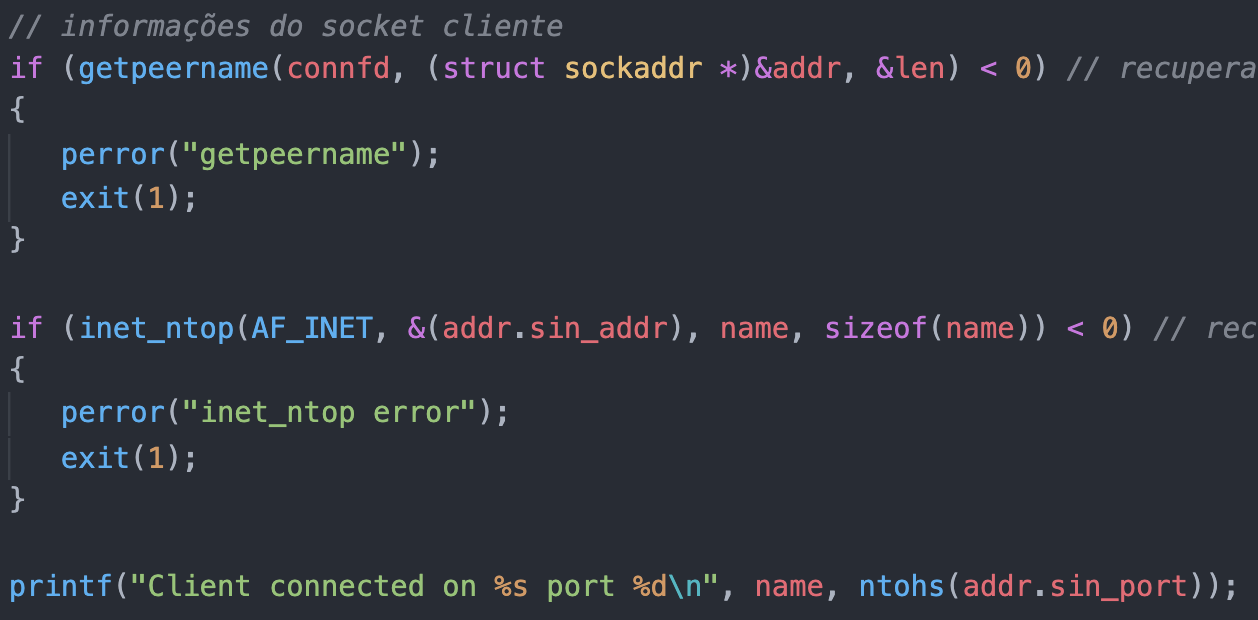 // informações do socket cliente
if (getpeername(connfd, (struct sockaddr *)&addr, &len) < 0) // recupera
{
perror("getpeername");
exit(1);
}
if (inet_ntop(AF_INET, &(addr.sin_addr), name, sizeof(name)) < 0) // rec
{
perror("inet_ntop error");
exit(1);
}
printf("Client connected on %s port %d\n", name, ntohs(addr.sin_port));